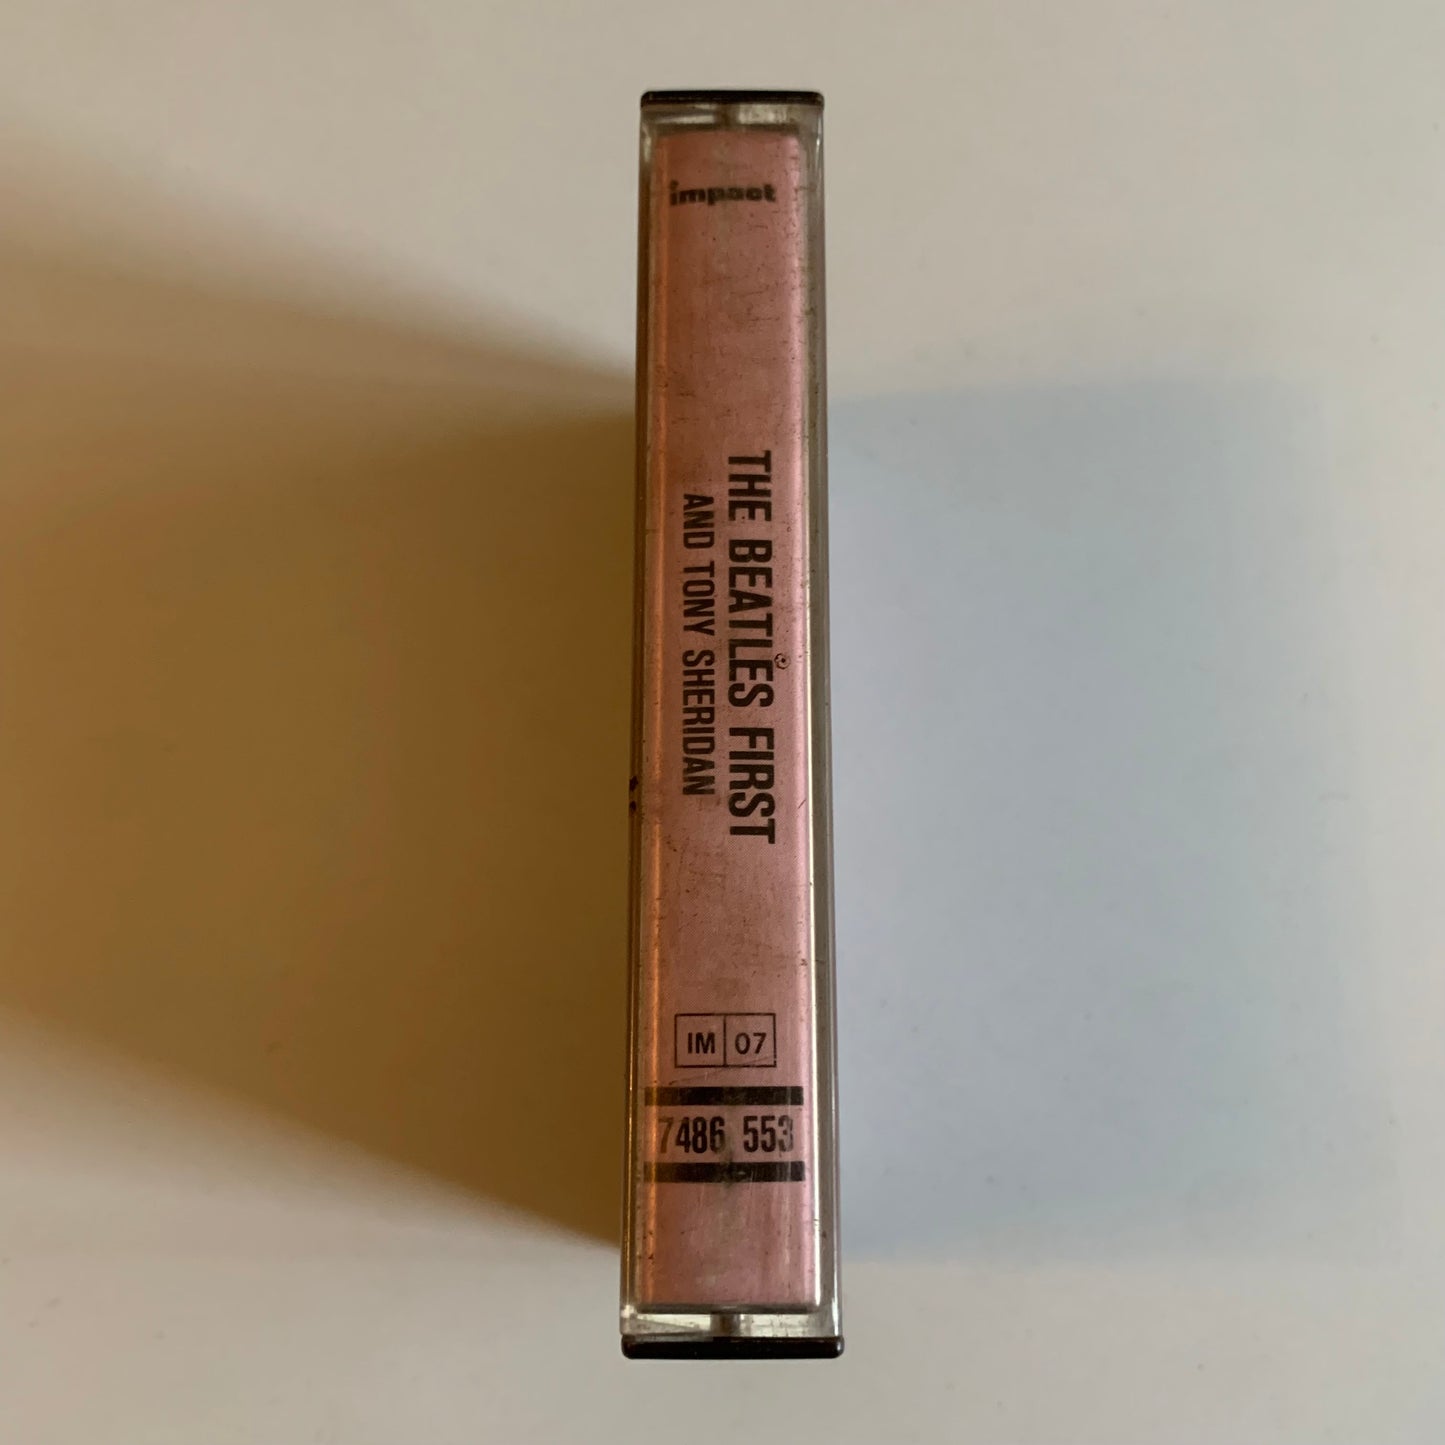 impact
THE BEATLES FIRST
AND TONY SHERIDAN
IM 07
7486 553